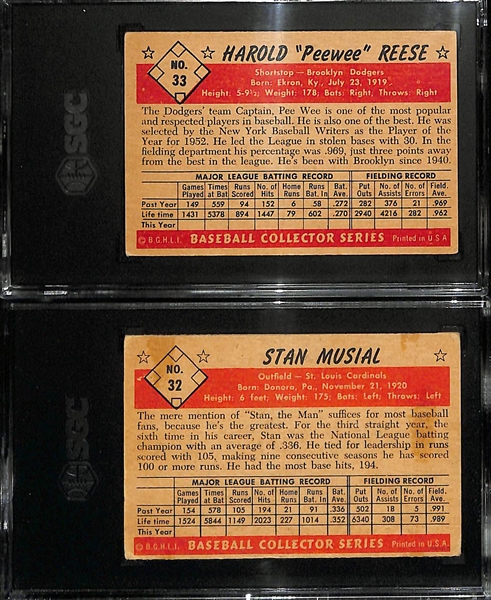 SGC
NO. 33
HAROLD "Peewee" REESE
Shortstop — Brooklyn Dodgers
Born: Ekron, Ky., July 23, 1919
Height: 5-9½; Weight: 178, Bats: Right, Throws: Right
The Dodgers' team Captain, Pee Wee is one of the most popular
and respected players in baseball. He is also one of the best. He was
selected by the New York Baseball Writers as the Player of the
Year for 1952. He led the League in stolen bases with 30. In the
fielding department his percentage was .969, just three points away
from the best in the league. He's been with Brooklyn since 1940.
MAJOR LEAGUE BATTING RECORD FIELDING RECORD
Games Played Times at Bat Runs Scored No. of Hits Home Runs Runs Bat. In Bat. Ave. Put Outs No. of Assists No. of Errors Field. Ave.
Past Year 149 559 94 152 6 .58 .272 282 376 21 .969
Life time 1431 5378 894 1447 79 602 .270 2940 4216 282 .962
© B.G.H.L.I. BASEBALL COLLECTOR SERIES Printed in U S A
SGC
NO. 32
STAN MUSIAL
Outfield — St. Louis Cardinals
Born: Donora, Pa., November 21, 1920
Height: 6 feet; Weight: 175; Bats: Left; Throws: Left
The mere mention of "Stan, the Man" suffices for most baseball
fans, because he's the greatest. For the third straight year, the
sixth time in his career, Stan was the National League batting
champion with an average of .336. He tied for leadership in runs
scored with 105, making nine consecutive seasons he has scored
100 or more runs. He had the most base hits, 194.
MAJOR LEAGUE BATTING RECORD FIELDING RECORD
Games Played Times at Bat Runs Scored No. of Hits Home Runs Runs Bat. In Bat. Ave. Put Outs No. of Assists No. of Errors Field. Ave.
Past Year 154 578 105 194 21 91 .336 502 18 5 .991
Life Time 1524 5844 1149 2023 227 1014 .352 6340 308 73 .989
© B.G.H.L.I. BASEBALL COLLECTOR SERIES Printed in U.S.A.